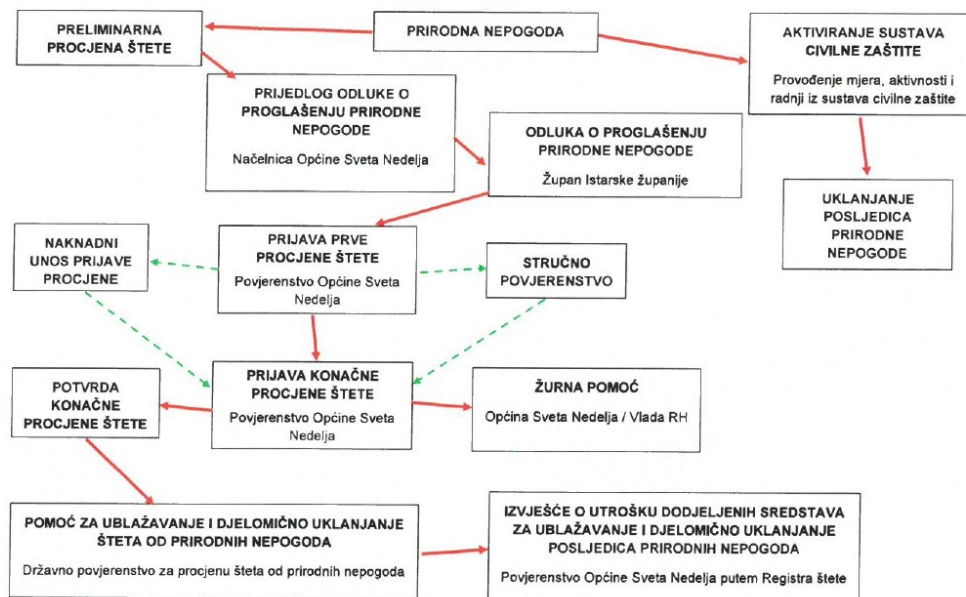 PRELIMINARNA
PROCJENA ŠTETE
PRIRODNA NEPOGODA
AKTIVIRANJE SUSTAVA
CIVILNE ZAŠTITE
Provođenje mjera, aktivnosti i
radnji iz sustava civilne zaštite
PRIJEDLOG ODLUKE O
PROGLAŠENJU PRIRODNE
NEPOGODE
Načelnica Općine Sveta Nedelja
ODLUKA O PROGLAŠENJU
PRIRODNE NEPOGODE
Župan Istarske županije
UKLANJANJE
POSLJEDICA
PRIRODNE
NEPOGODE
NAKNADNI
UNOS PRIJAVE
PROCJENE
PRIJAVA PRVE
PROCJENE ŠTETE
Povjerenstvo Općine Sveta
Nedelja
STRUČNO
POVJERENSTVO
POTVRDA
KONAČNE
PROCJENE ŠTETE
PRIJAVA KONAČNE
PROCJENE ŠTETE
Povjerenstvo Općine Sveta
Nedelja
ŽURNA POMOĆ
Općina Sveta Nedelja / Vlada RH
POMOĆ ZA UBLAŽAVANJE I DJELOMIČNO UKLANJANJE
ŠTETA OD PRIRODNIH NEPOGODA
Državno povjerenstvo za procjenu šteta od prirodnih nepogoda
IZVJEŠĆE O UTROŠKU DODJELJENIH SREDSTAVA
ZA UBLAŽAVANJE I DJELOMIČNO UKLANJANJE
POSLJEDICA PRIRODNIH NEPOGODA
Povjerenstvo Općine Sveta Nedelja putem Registra štete